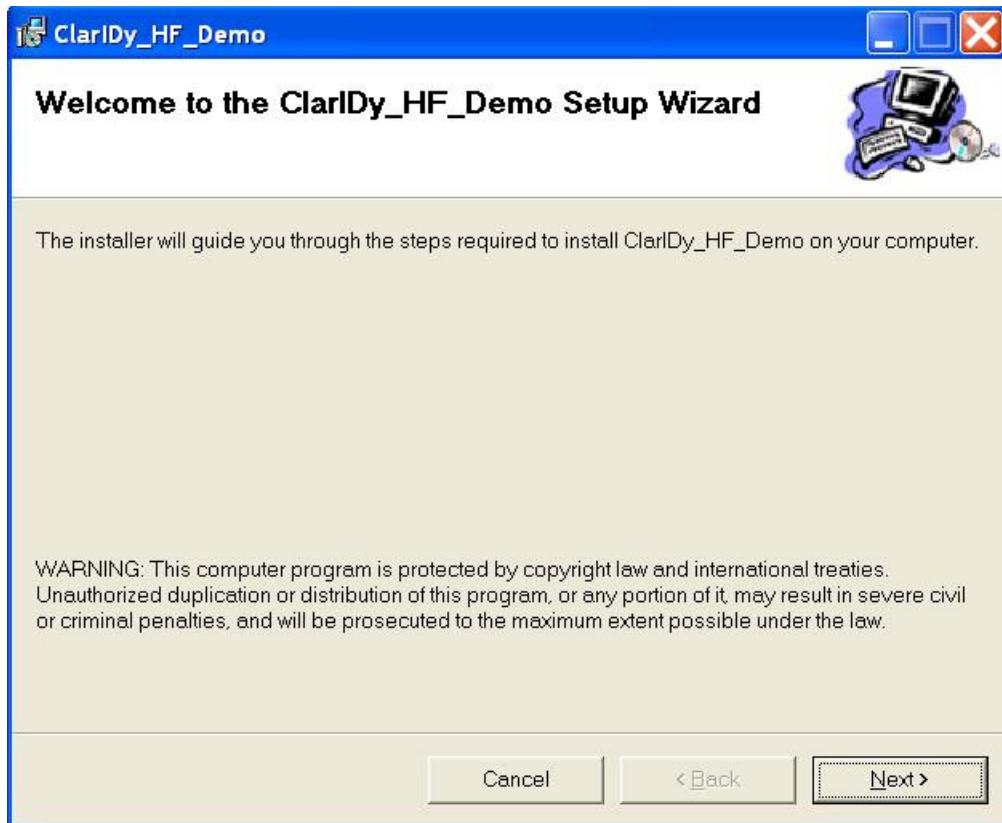 ClarIDy_HF_Demo
Welcome to the ClarIDy_HF_Demo Setup Wizard
The installer will guide you through the steps required to install ClarIDy_HF_Demo on your computer.
WARNING: This computer program is protected by copyright law and international treaties.
Unauthorized duplication or distribution of this program, or any portion of it, may result in severe civil
or criminal penalties, and will be prosecuted to the maximum extent possible under the law.
Cancel
< Back
Next >